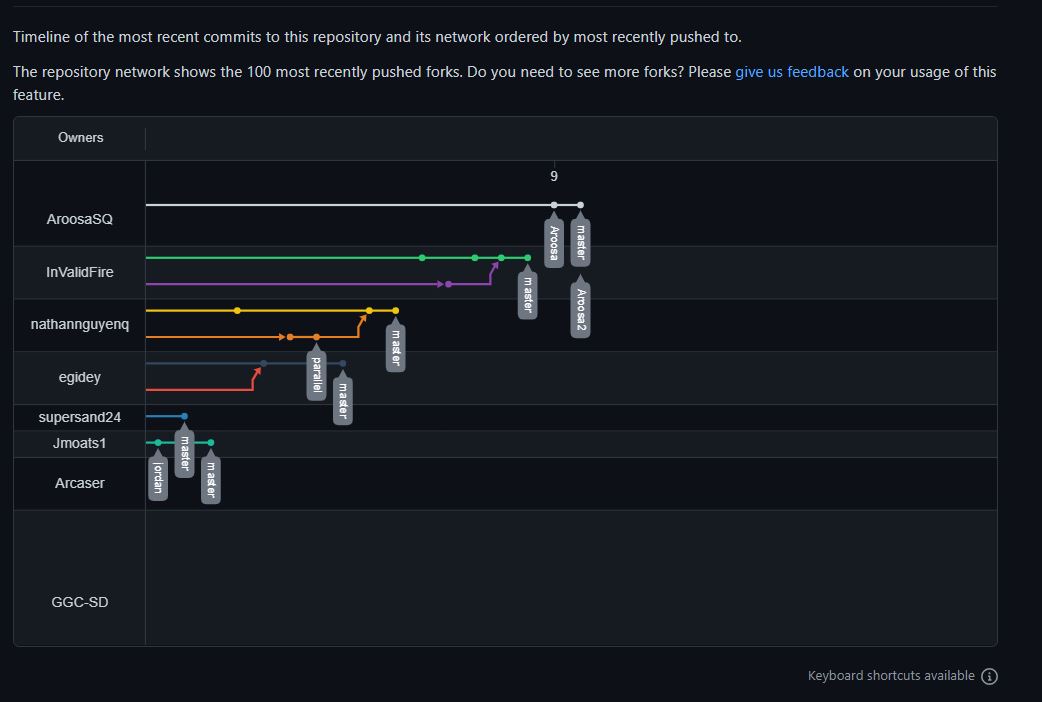 Timeline of the most recent commits to this repository and its network ordered by most recently pushed to.
The repository network shows the 100 most recently pushed forks. Do you need to see more forks? Please give us feedback on your usage of this
feature.
Owners
9
AroosaSQ
Aroosa
master
InValidFire
master
Aroosa2
nathannguyenq
master
egidey
parallel
master
supersand24
Jmoats1
master
Arcaser
jordan
master
GGC-SD
Keyboard shortcuts available